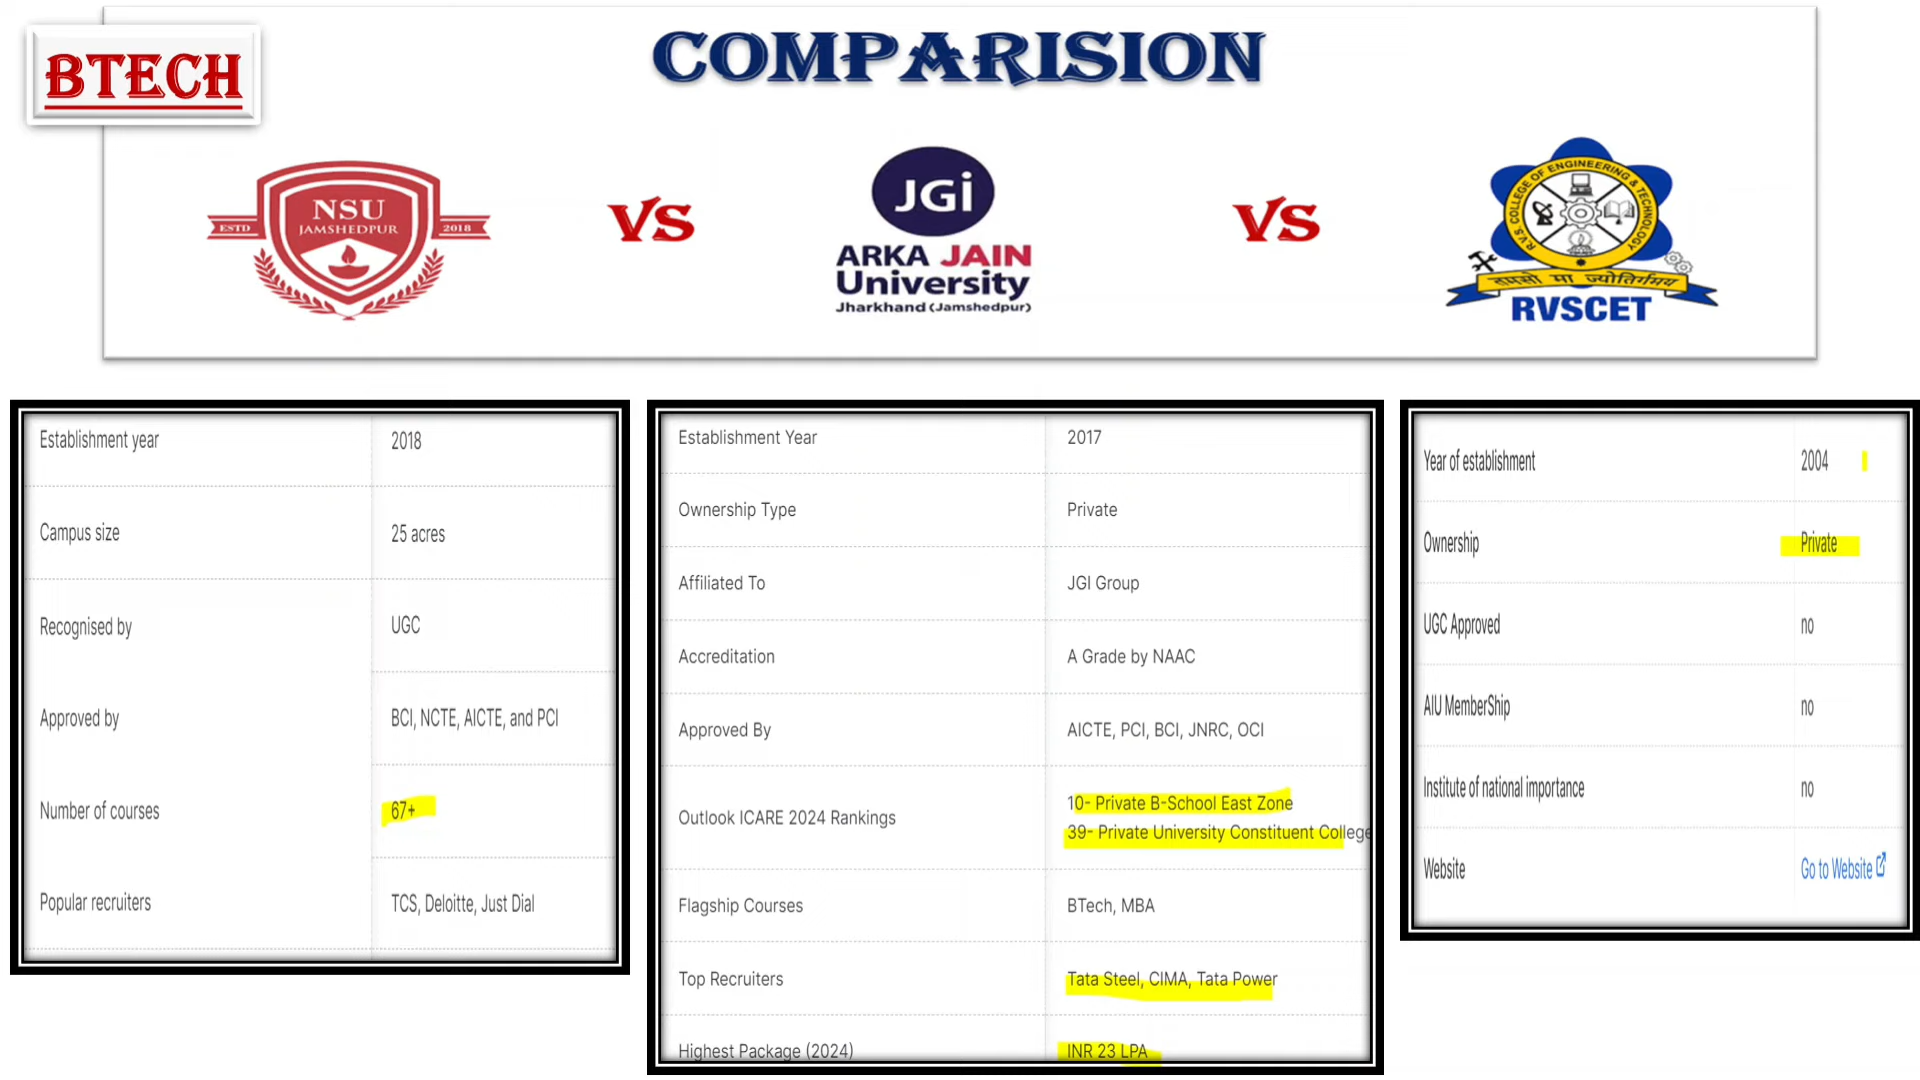 BTECH
COMPARISION
NSU
JAMSHEDPUR
ESTD
2018
VS
JGi
ARKA JAIN
University
Jharkhand (Jamshedpur)
VS
R.V.S. COLLEGE OF ENGINEERING & TECHNOLOGY
तमसो मा ज्योतिर्गमय
RVSCET
Establishment year 2018
Campus size 25 acres
Recognised by UGC
Approved by BCI, NCTE, AICTE, and PCI
Number of courses 67+
Popular recruiters TCS, Deloitte, Just Dial
Establishment Year 2017
Ownership Type Private
Affiliated To JGI Group
Accreditation A Grade by NAAC
Approved By AICTE, PCI, BCI, JNRC, OCI
Outlook ICARE 2024 Rankings 10- Private B-School East Zone
39- Private University Constituent College
Flagship Courses BTech, MBA
Top Recruiters Tata Steel, CIMA, Tata Power
Highest Package (2024) INR 23 LPA
Year of establishment 2004
Ownership Private
UGC Approved no
AIU MemberShip no
Institute of national importance no
Website Go to Website